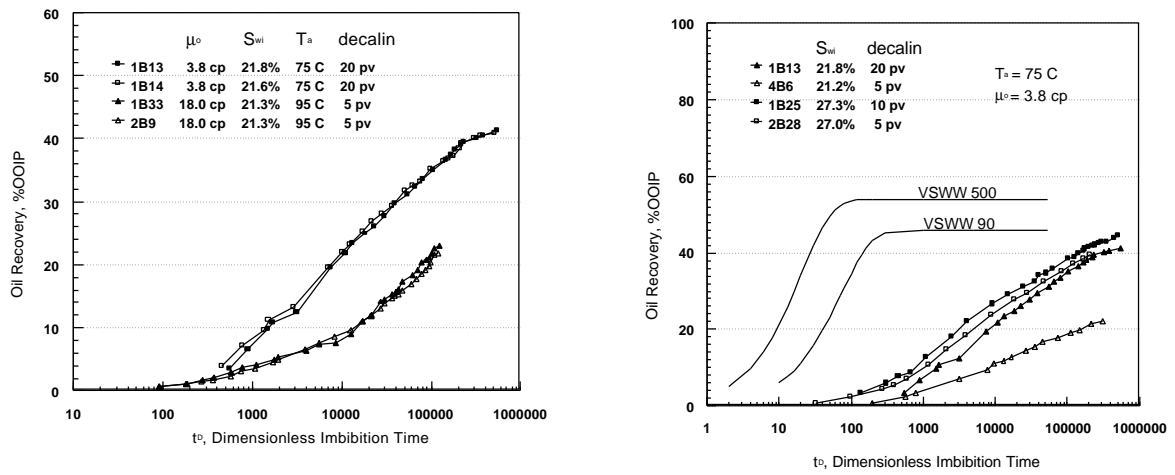 60
50
40
30
20
10
0
Oil Recovery, %OOIP
μo Swi Ta decalin
1B13 3.8 cp 21.8% 75 C 20 pv
1B14 3.8 cp 21.6% 75 C 20 pv
1B33 18.0 cp 21.3% 95 C 5 pv
2B9 18.0 cp 21.3% 95 C 5 pv
10 100 1000 10000 100000 1000000
tD, Dimensionless Imbibition Time
100
80
60
40
20
0
Oil Recovery, %OOIP
Swi decalin
1B13 21.8% 20 pv
4B6 21.2% 5 pv
1B25 27.3% 10 pv
2B28 27.0% 5 pv
Ta = 75 C
μo = 3.8 cp
VSWW 500
VSWW 90
1 10 100 1000 10000 100000 1000000
tD, Dimensionless Imbibition Time